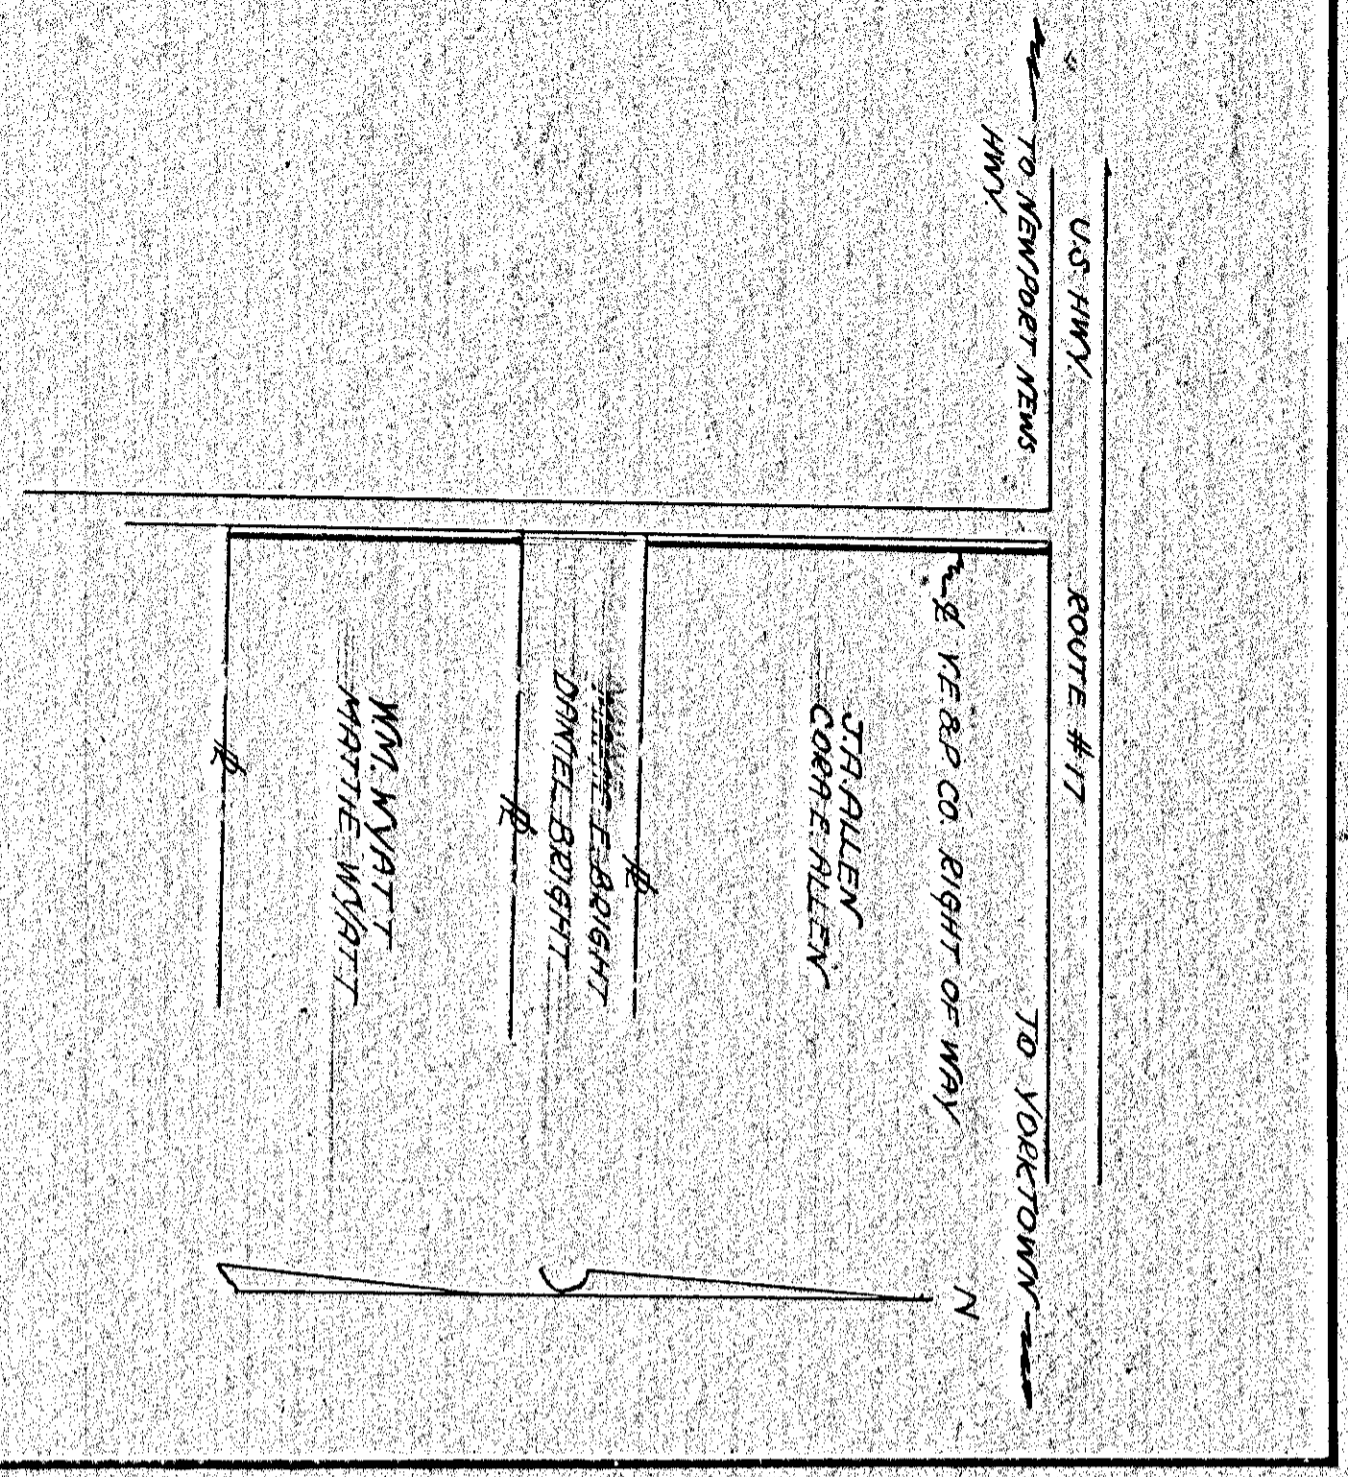 U.S HWY. ROUTE #17
TO NEWPORT NEWS
HWY
TO YORKTOWN
℄ V.E.&P. CO. RIGHT OF WAY
J.A. ALLEN
CORA E. ALLEN
E. BRIGHT
DANIEL BRIGHT
WM. WYATT
MATTIE WYATT
N